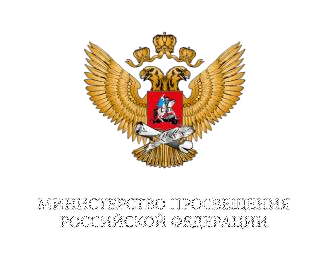 МИНИСТЕРСТВО ПРОСВЕЩЕНИЯ
РОССИЙСКОЙ ФЕДЕРАЦИИ